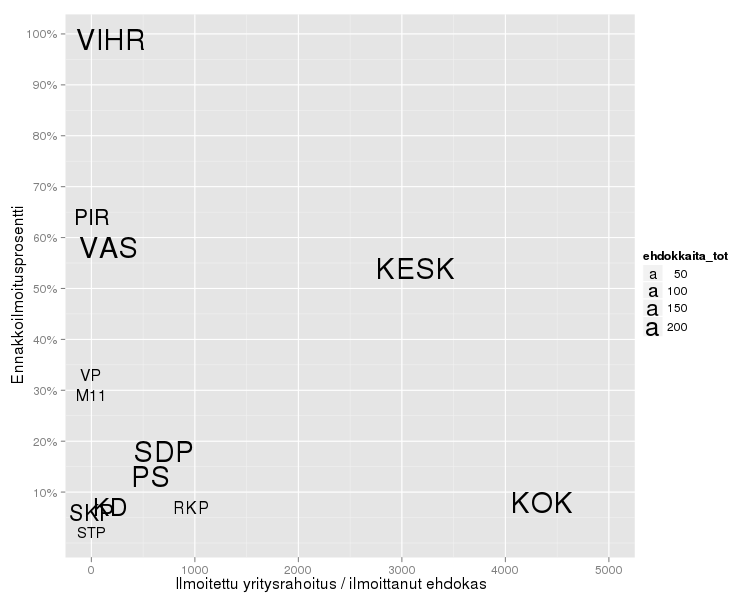 100%
90%
80%
70%
60%
50%
40%
30%
20%
10%
Ennakkoilmoitusprosentti
VIHR
PIR
VAS
KESK
VP
M11
SDP
PS
KD
SKP
RKP
KOK
STP
0
1000
2000
3000
4000
5000
Ilmoitettu yritysrahoitus / ilmoittanut ehdokas
ehdokkaita_tot
a 50
a 100
a 150
a 200